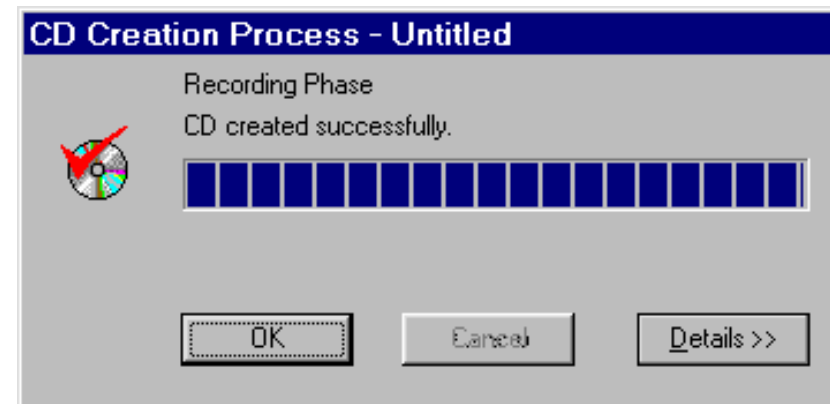 CD Creation Process - Untitled
Recording Phase
CD created successfully.
OK Cancel Details >>